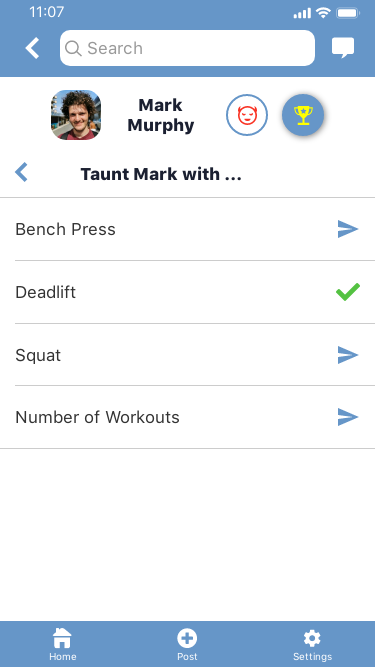 11:07
Search
Mark
Murphy
Taunt Mark with ...
Bench Press
Deadlift
Squat
Number of Workouts
Home
Post
Settings